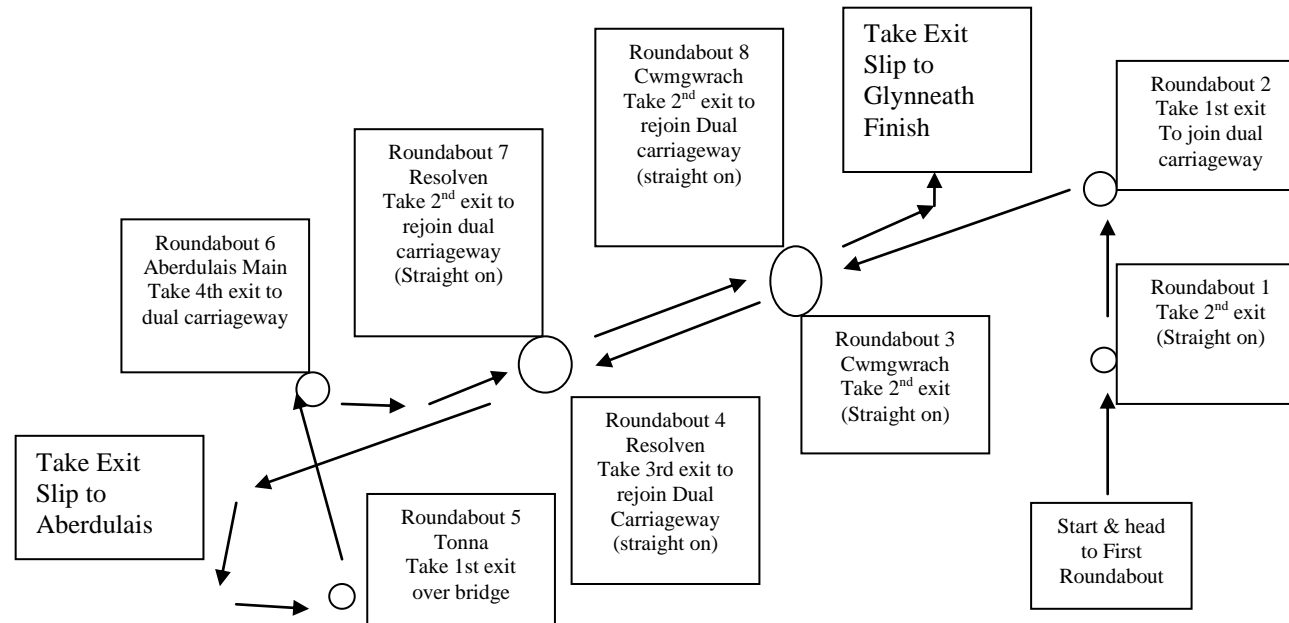 Take Exit
Slip to
Glynneath
Finish
Roundabout 8
Cwmgwrach
Take 2nd exit to
rejoin Dual
carriageway
(straight on)
Roundabout 2
Take 1st exit
To join dual
carriageway
Roundabout 7
Resolven
Take 2nd exit to
rejoin dual
carriageway
(Straight on)
Roundabout 6
Aberdulais Main
Take 4th exit to
dual carriageway
Roundabout 1
Take 2nd exit
(Straight on)
Roundabout 3
Cwmgwrach
Take 2nd exit
(Straight on)
Roundabout 4
Resolven
Take 3rd exit to
rejoin Dual
Carriageway
(straight on)
Take Exit
Slip to
Aberdulais
Roundabout 5
Tonna
Take 1st exit
over bridge
Start & head
to First
Roundabout